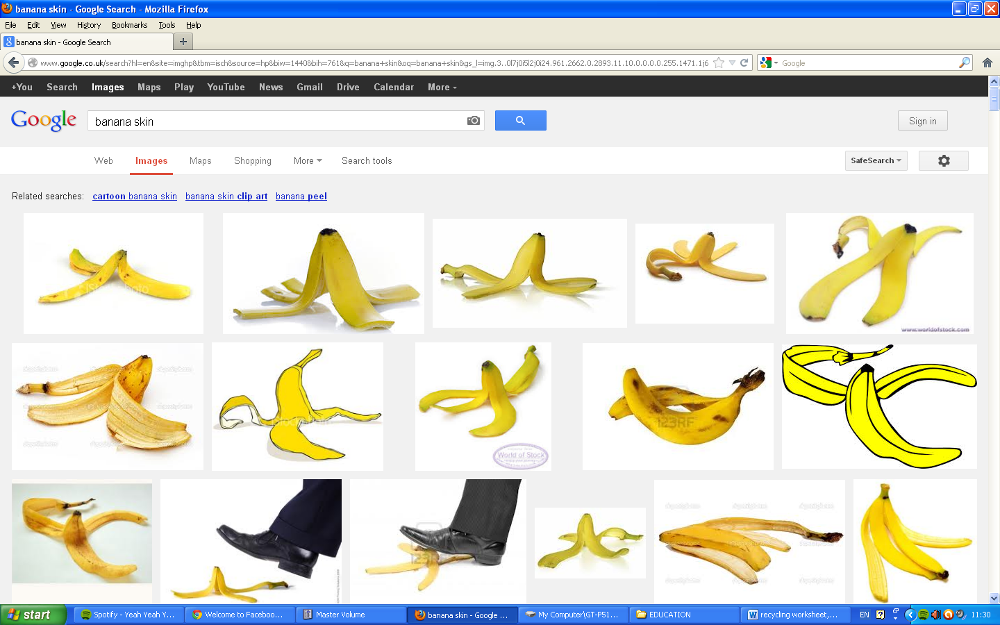 banana skin - Google Search - Mozilla Firefox
File Edit View History Bookmarks Tools Help
banana skin - Google Search
www.google.co.uk/search?hl=en&site=imghp&tbm=isch&source=hp&biw=1440&bih=761&q=banana+skin&oq=banana+skin&gs_l=img.3..0l7j0i5l2j0i24.961.2662.0.2893.11.10.0.0.0.0.255.1471.1j6 Google
+You Search Images Maps Play YouTube News Gmail Drive Calendar More
Google banana skin Sign in
Web Images Maps Shopping More Search tools SafeSearch
Related searches: cartoon banana skin banana skin clip art banana peel
iStockphoto
www.worldofstock.com
depositphotos
iStockphoto
World of Stock
123RF
123RF
depositphotos
start Spotify - Yeah Yeah Y... Welcome to Faceboo... Master Volume banana skin - Google ... My Computer\GT-P51... EDUCATION recycling worksheet,... EN 11:30